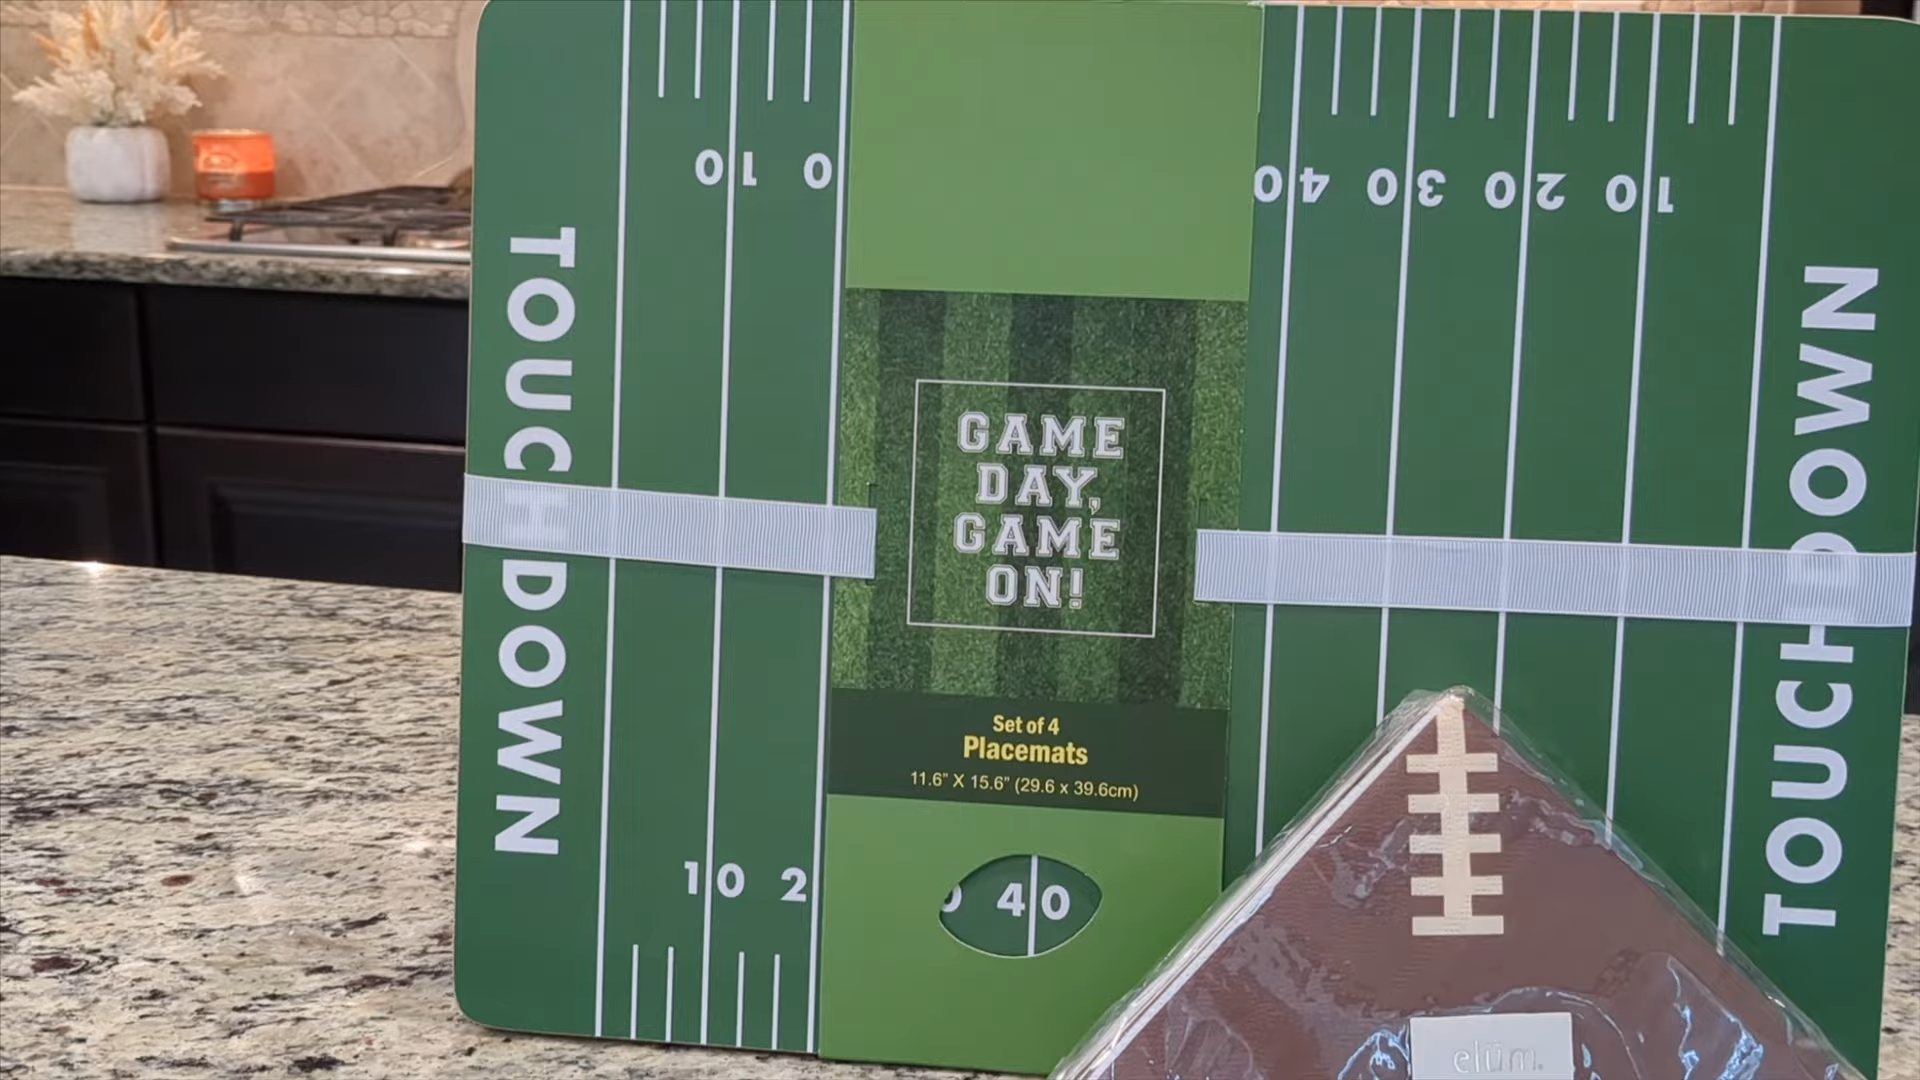 TOUCHDOWN
10
0
40
30
20
10
TOUCHDOWN
GAME
DAY,
GAME
ON!
Set of 4
Placemats
11.6" X 15.6" (29.6 x 39.6cm)
10 2
40
elüm.